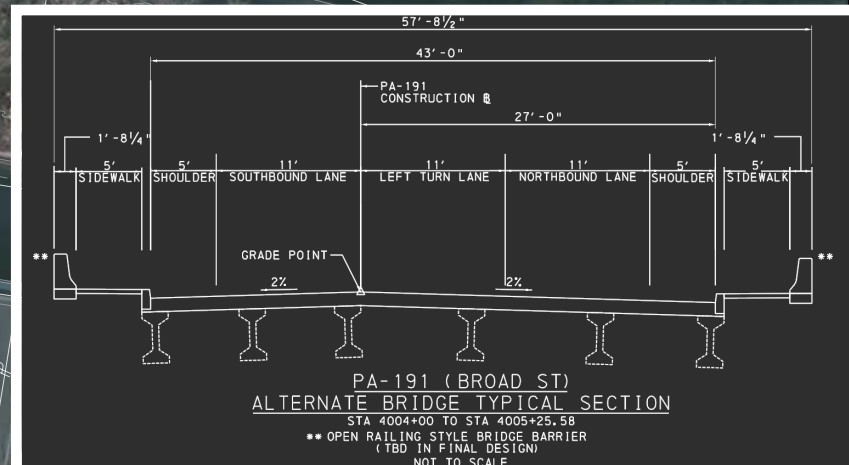 57'-8½"
43'-0"
PA-191
CONSTRUCTION ℄
27'-0"
1'-8¼" 1'-8¼"
5' 5' 11' 11' 11' 5' 5'
SIDEWALK SHOULDER SOUTHBOUND LANE LEFT TURN LANE NORTHBOUND LANE SHOULDER SIDEWALK
** GRADE POINT **
2% 2%
PA-191 (BROAD ST)
ALTERNATE BRIDGE TYPICAL SECTION
STA 4004+00 TO STA 4005+25.58
** OPEN RAILING STYLE BRIDGE BARRIER
(TBD IN FINAL DESIGN)
NOT TO SCALE